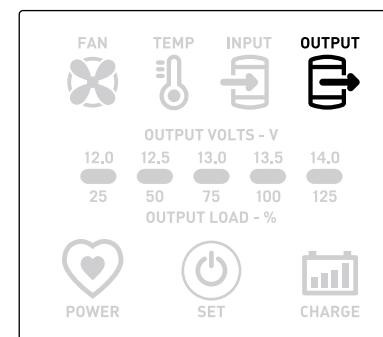 FAN TEMP INPUT OUTPUT
OUTPUT VOLTS - V
12.0 12.5 13.0 13.5 14.0
25 50 75 100 125
OUTPUT LOAD - %
POWER SET CHARGE